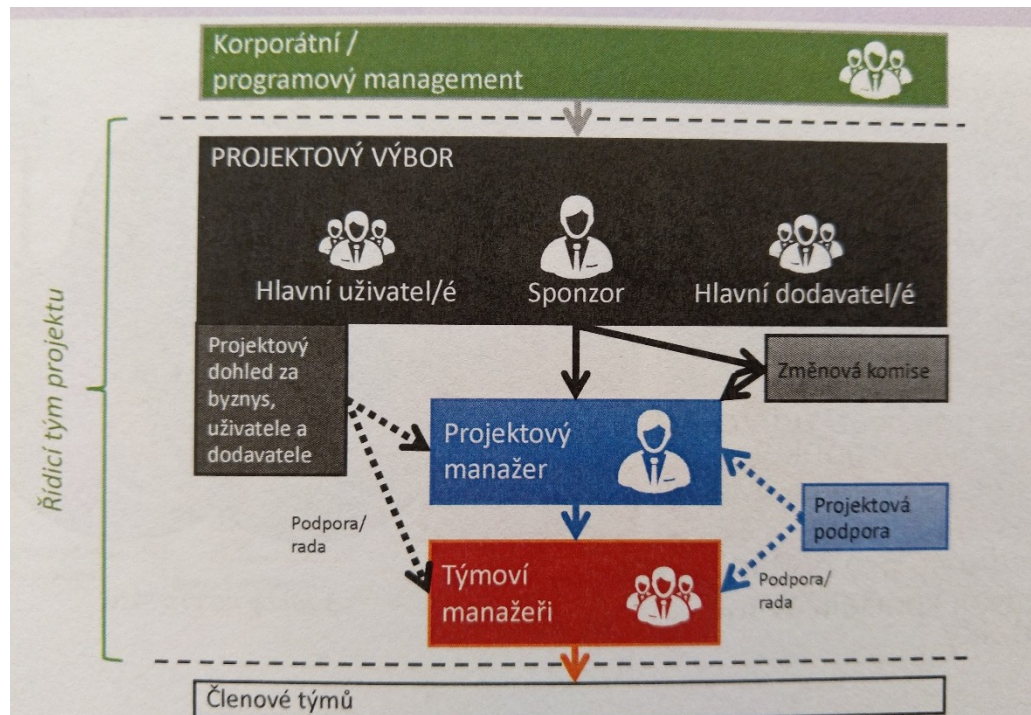 Korporátní /
programový management
PROJEKTOVÝ VÝBOR
Hlavní uživatel/é
Sponzor
Hlavní dodavatel/é
Řídicí tým projektu
Projektový
dohled za
byznys,
uživatele a
dodavatele
Změnová komise
Projektový
manažer
Projektová
podpora
Podpora/
rada
Týmoví
manažeři
Podpora/
rada
Členové týmů